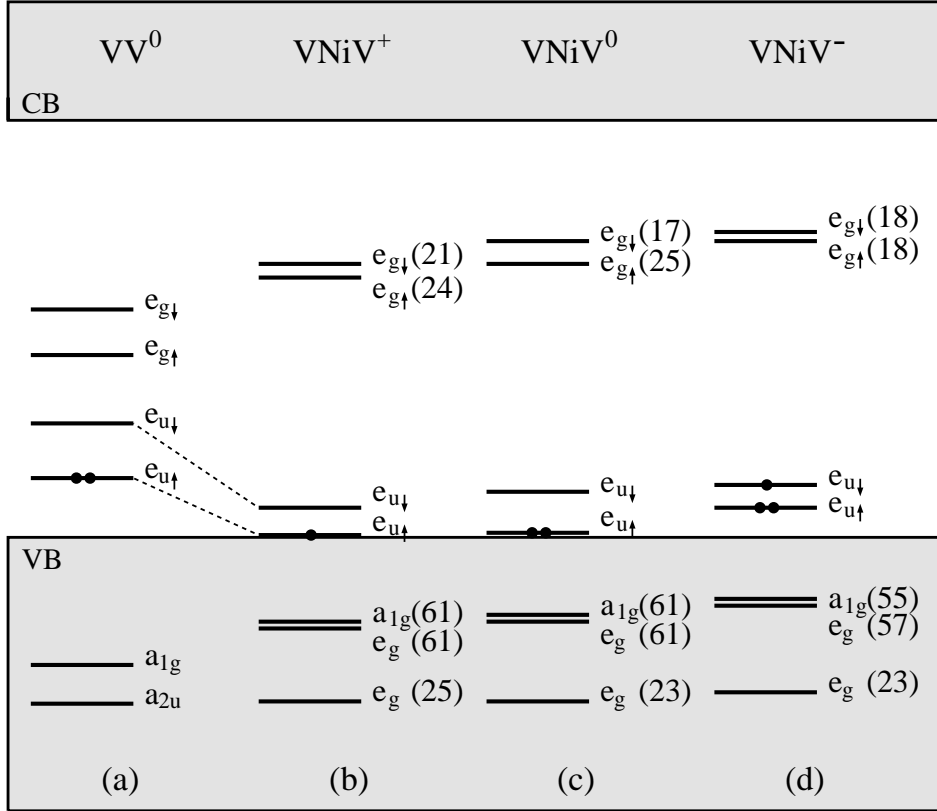 VV⁰ VNiV⁺ VNiV⁰ VNiV⁻
CB
e_g↓
e_g↑
e_u↓
e_u↑
e_g↓(21)
e_g↑(24)
e_u↓
e_u↑
e_g↓(17)
e_g↑(25)
e_u↓
e_u↑
e_g↓(18)
e_g↑(18)
e_u↓
e_u↑
VB
a_1g
a_2u
a_1g(61)
e_g (61)
e_g (25)
a_1g(61)
e_g (61)
e_g (23)
a_1g(55)
e_g (57)
e_g (23)
(a) (b) (c) (d)